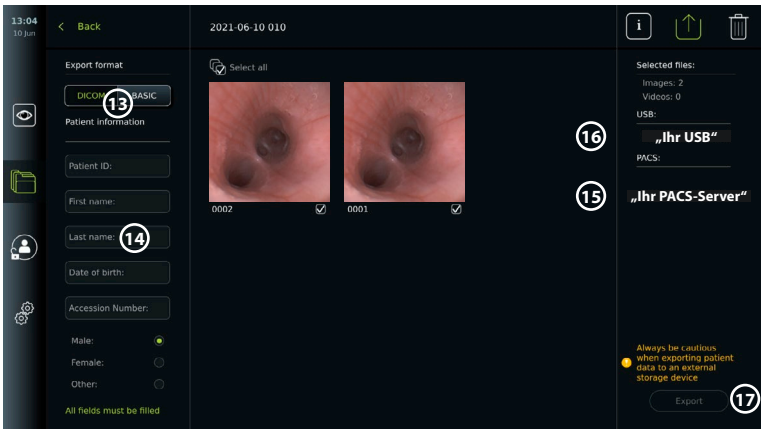 13:04
10 Jun
Back
2021-06-10 010
i
Export format
DICOM
BASIC
13
Patient Information
Patient ID:
First name:
Last name:
14
Date of birth:
Accession Number:
Male:
Female:
Other:
All fields must be filled
Select all
0002
0001
Selected files:
Images: 2
Videos: 0
USB:
16
„Ihr USB“
PACS:
15
„Ihr PACS-Server“
Always be cautious
when exporting patient
data to an external
storage device
Export
17